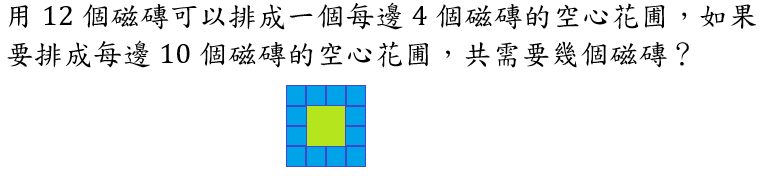 用 12 個磁磚可以排成一個每邊 4 個磁磚的空心花圃，如果
要排成每邊 10 個磁磚的空心花圃，共需要幾個磁磚？